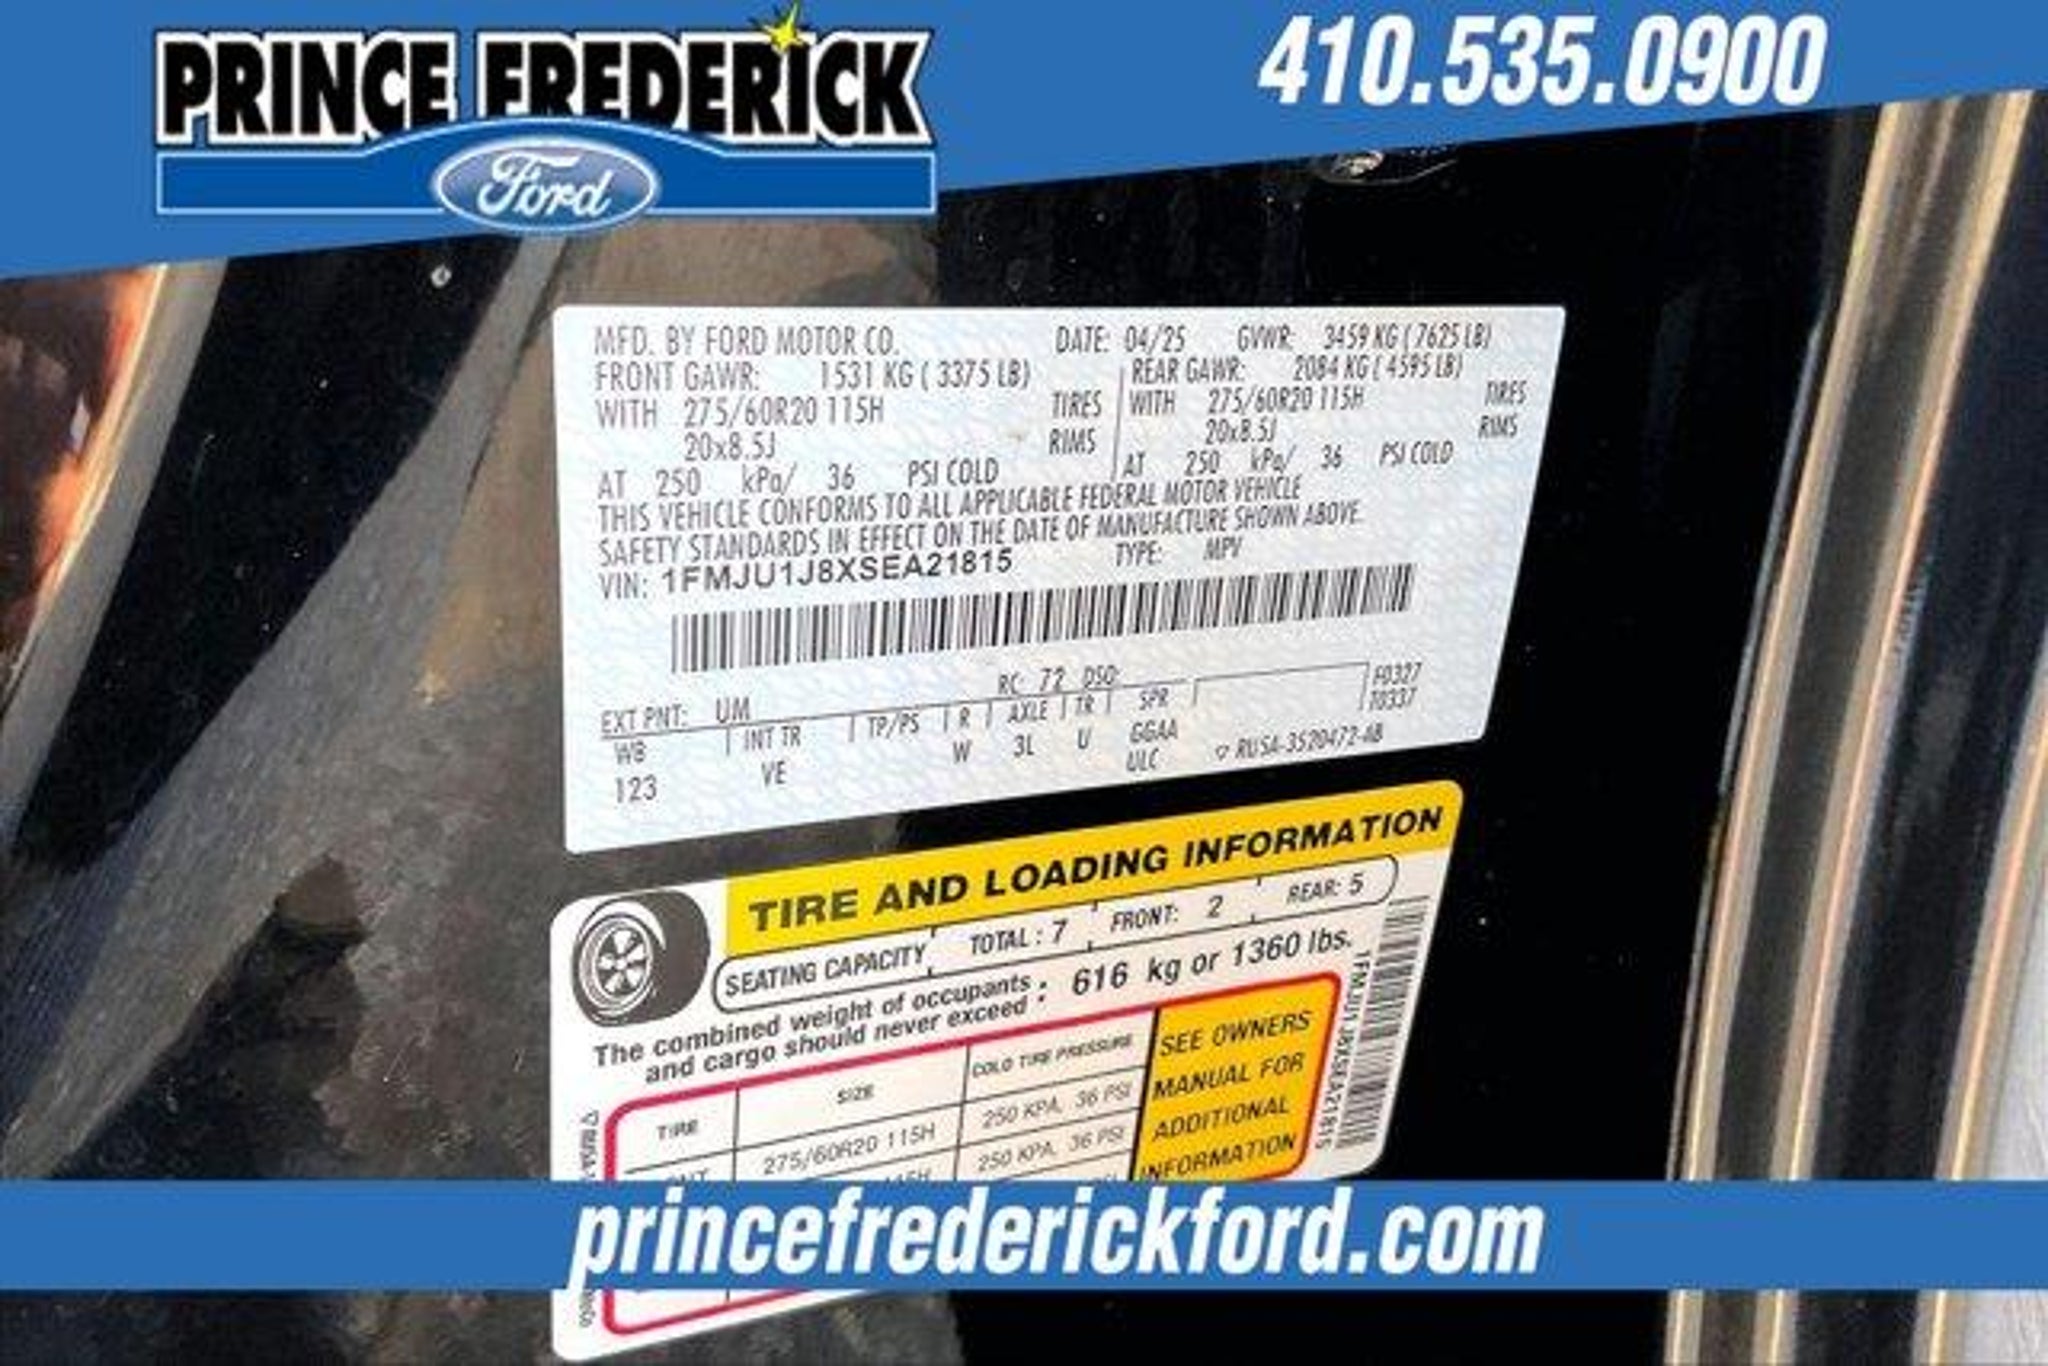 PRINCE FREDERICK
Ford
410.535.0900
MFD. BY FORD MOTOR CO. DATE: 04/25 GVWR: 3459 KG ( 7625 LB)
FRONT GAWR: 1531 KG ( 3375 LB) REAR GAWR: 2084 KG ( 4595 LB)
WITH 275/60R20 115H TIRES WITH 275/60R20 115H TIRES
20x8.5J RIMS 20x8.5J RIMS
AT 250 kPa/ 36 PSI COLD AT 250 kPa/ 36 PSI COLD
THIS VEHICLE CONFORMS TO ALL APPLICABLE FEDERAL MOTOR VEHICLE
SAFETY STANDARDS IN EFFECT ON THE DATE OF MANUFACTURE SHOWN ABOVE.
VIN: 1FMJU1J8XSEA21815 TYPE: MPV
EXT PNT: UM RC: 72 DSO: F0327
WB INT TR TP/PS R AXLE TR SPR T0337
123 VE W 3L U GGAA
ULC RU5A-3520472-AB
TIRE AND LOADING INFORMATION
SEATING CAPACITY TOTAL : 7 FRONT: 2 REAR: 5
The combined weight of occupants : 616 kg or 1360 lbs.
and cargo should never exceed
TIRE SIZE COLD TIRE PRESSURE
275/60R20 115H 250 KPA, 36 PSI
250 KPA, 36 PSI
SEE OWNERS
MANUAL FOR
ADDITIONAL
INFORMATION
1FMJU1J8XSEA21815
princefrederickford.com